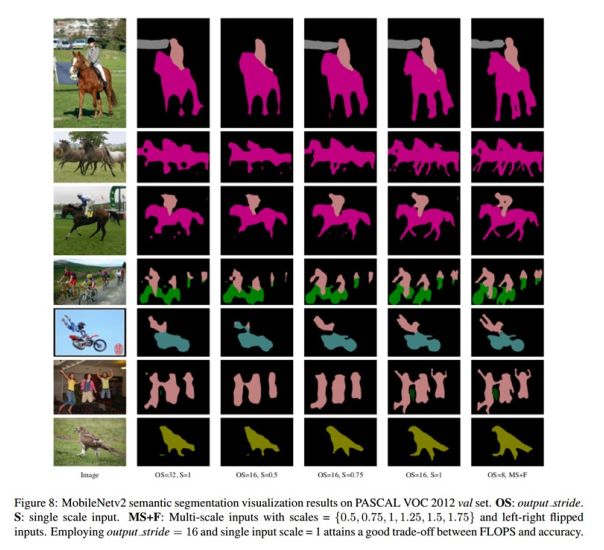 Image OS=32, S=1 OS=16, S=0.5 OS=16, S=0.75 OS=16, S=1 OS=8, MS+F
Figure 8: MobileNetv2 semantic segmentation visualization results on PASCAL VOC 2012 val set. OS: output_stride.
S: single scale input. MS+F: Multi-scale inputs with scales = {0.5, 0.75, 1, 1.25, 1.5, 1.75} and left-right flipped
inputs. Employing output_stride = 16 and single input scale = 1 attains a good trade-off between FLOPS and accuracy.